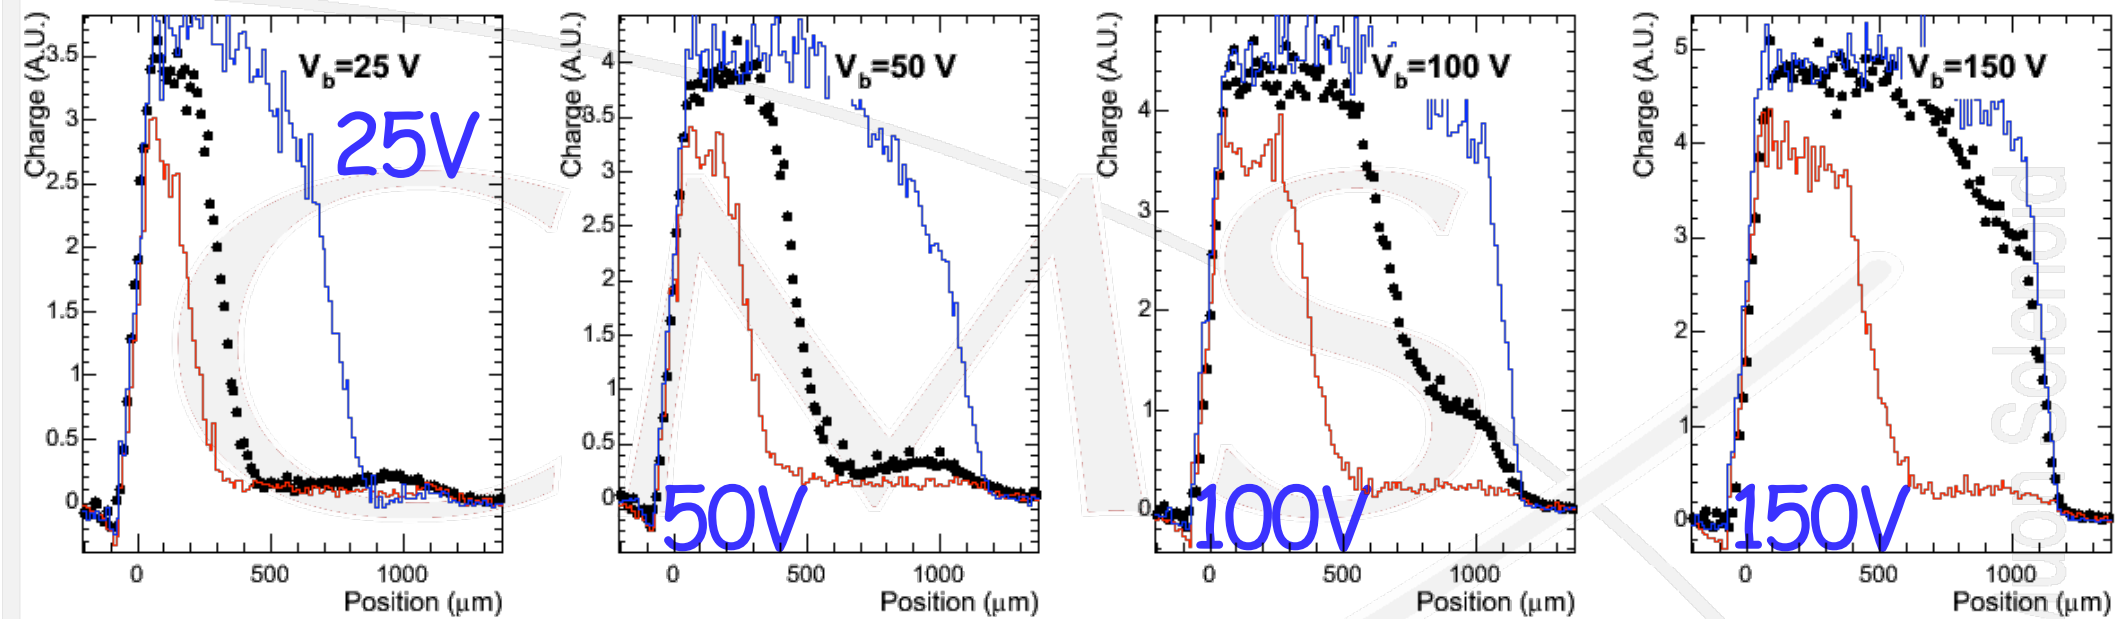 Charge (A.U.)
3.5
3
2.5
2
1.5
1
0.5
0
V_b=25 V
25V
0 500 1000
Position (μm)
Charge (A.U.)
4
3.5
3
2.5
2
1.5
1
0.5
0
V_b=50 V
50V
0 500 1000
Position (μm)
Charge (A.U.)
4
3
2
1
0
V_b=100 V
100V
0 500 1000
Position (μm)
Charge (A.U.)
5
4
3
2
1
0
V_b=150 V
150V
0 500 1000
Position (μm)
CMS
Solenoid